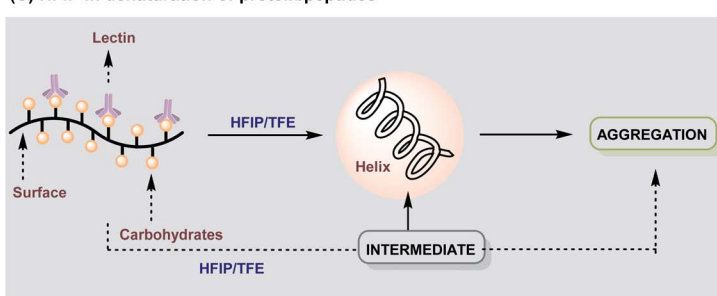 Lectin
HFIP/TFE
AGGREGATION
Helix
Surface
Carbohydrates
INTERMEDIATE
HFIP/TFE